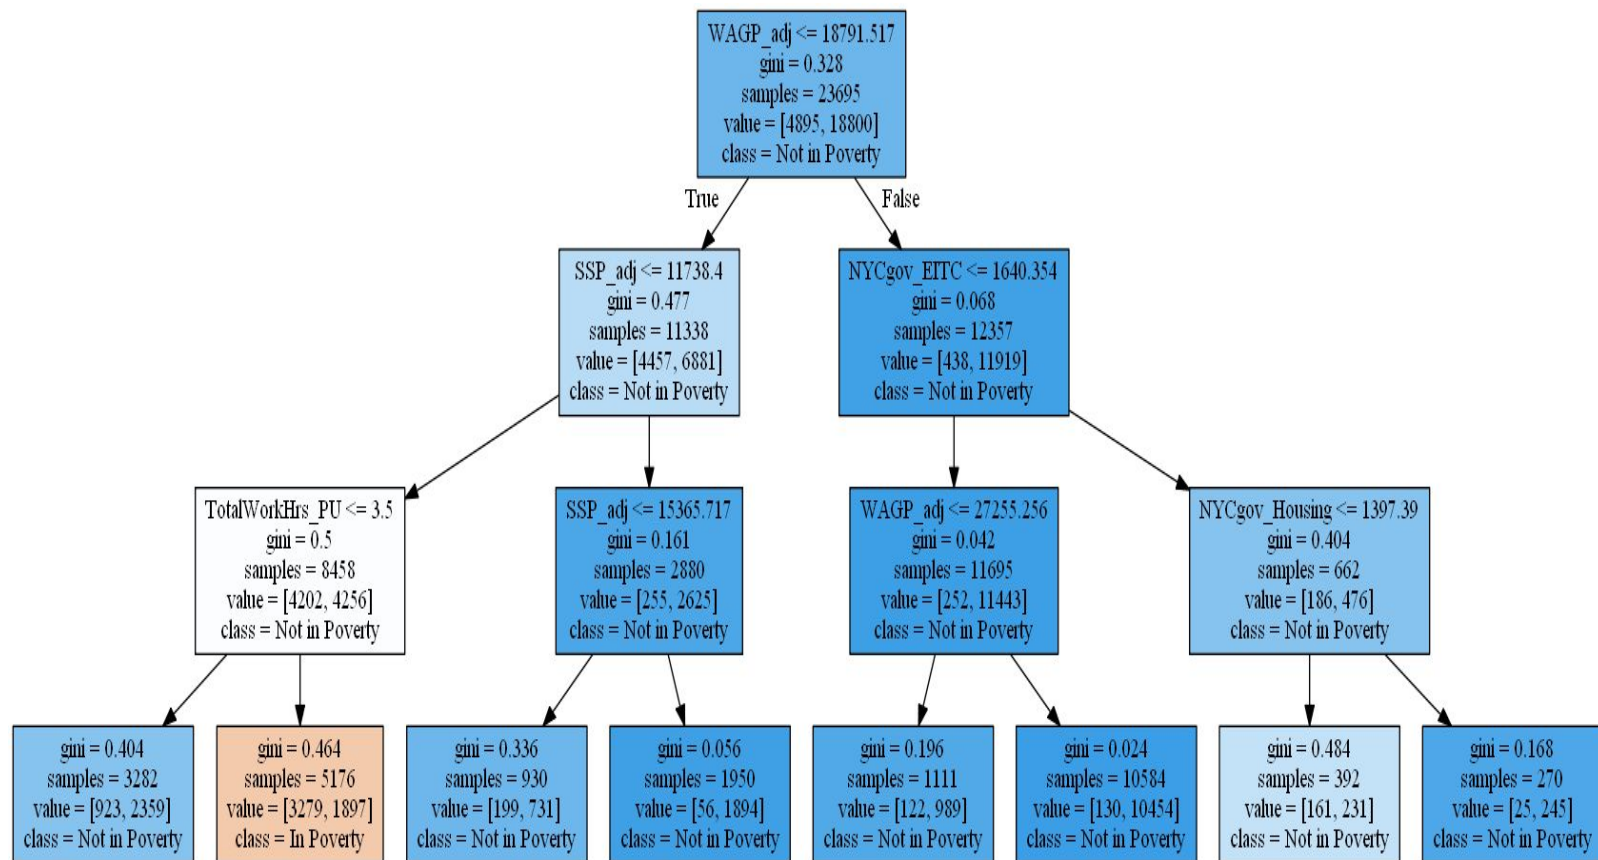 WAGP_adj <= 18791.517
gini = 0.328
samples = 23695
value = [4895, 18800]
class = Not in Poverty
True
False
SSP_adj <= 11738.4
gini = 0.477
samples = 11338
value = [4457, 6881]
class = Not in Poverty
NYCgov_EITC <= 1640.354
gini = 0.068
samples = 12357
value = [438, 11919]
class = Not in Poverty
TotalWorkHrs_PU <= 3.5
gini = 0.5
samples = 8458
value = [4202, 4256]
class = Not in Poverty
SSP_adj <= 15365.717
gini = 0.161
samples = 2880
value = [255, 2625]
class = Not in Poverty
WAGP_adj <= 27255.256
gini = 0.042
samples = 11695
value = [252, 11443]
class = Not in Poverty
NYCgov_Housing <= 1397.39
gini = 0.404
samples = 662
value = [186, 476]
class = Not in Poverty
gini = 0.404
samples = 3282
value = [923, 2359]
class = Not in Poverty
gini = 0.464
samples = 5176
value = [3279, 1897]
class = In Poverty
gini = 0.336
samples = 930
value = [199, 731]
class = Not in Poverty
gini = 0.056
samples = 1950
value = [56, 1894]
class = Not in Poverty
gini = 0.196
samples = 1111
value = [122, 989]
class = Not in Poverty
gini = 0.024
samples = 10584
value = [130, 10454]
class = Not in Poverty
gini = 0.484
samples = 392
value = [161, 231]
class = Not in Poverty
gini = 0.168
samples = 270
value = [25, 245]
class = Not in Poverty